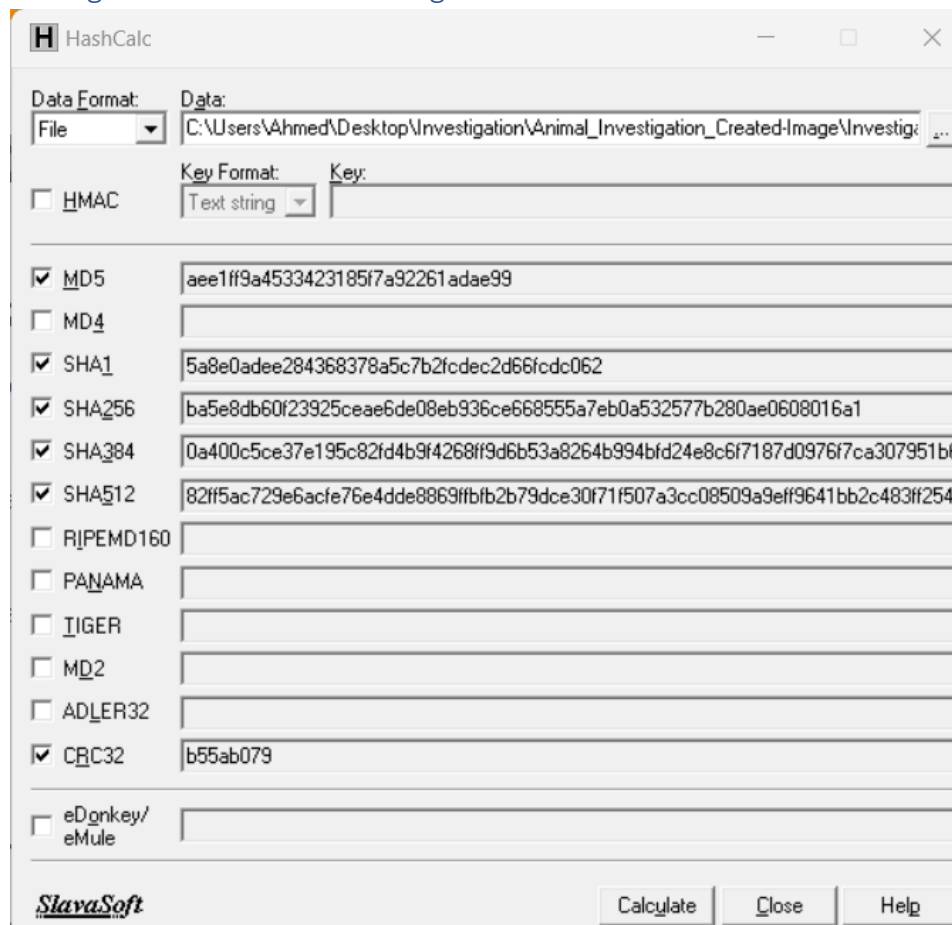 HashCalc
Data Format: Data:
File C:\Users\Ahmed\Desktop\Investigation\Animal_Investigation_Created-Image\Investiga ...
Key Format: Key:
HMAC Text string
MD5 aee1ff9a4533423185f7a92261adae99
MD4
SHA1 5a8e0adee284368378a5c7b2fcdec2d66fcdc062
SHA256 ba5e8db60f23925ceae6de08eb936ce668555a7eb0a532577b280ae0608016a1
SHA384 0a400c5ce37e195c82fd4b9f4268ff9d6b53a8264b994bfd24e8c6f7187d0976f7ca307951b6
SHA512 82ff5ac729e6acfe76e4dde8869ffbfb2b79dce30f71f507a3cc08509a9eff9641bb2c483ff254
RIPEMD160
PANAMA
TIGER
MD2
ADLER32
CRC32 b55ab079
eDonkey/
eMule
SlavaSoft Calculate Close Help